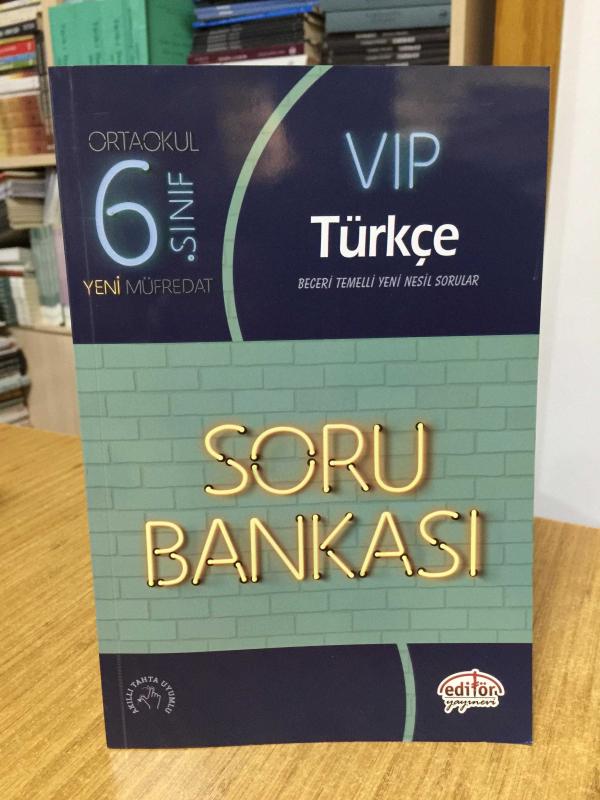 ORTAOKUL
6.SINIF
YENİ MÜFREDAT
VIP
Türkçe
BECERİ TEMELLİ YENİ NESİL SORULAR
SORU
BANKASI
AKILLI TAHTA UYUMLU
editör
yayınevi